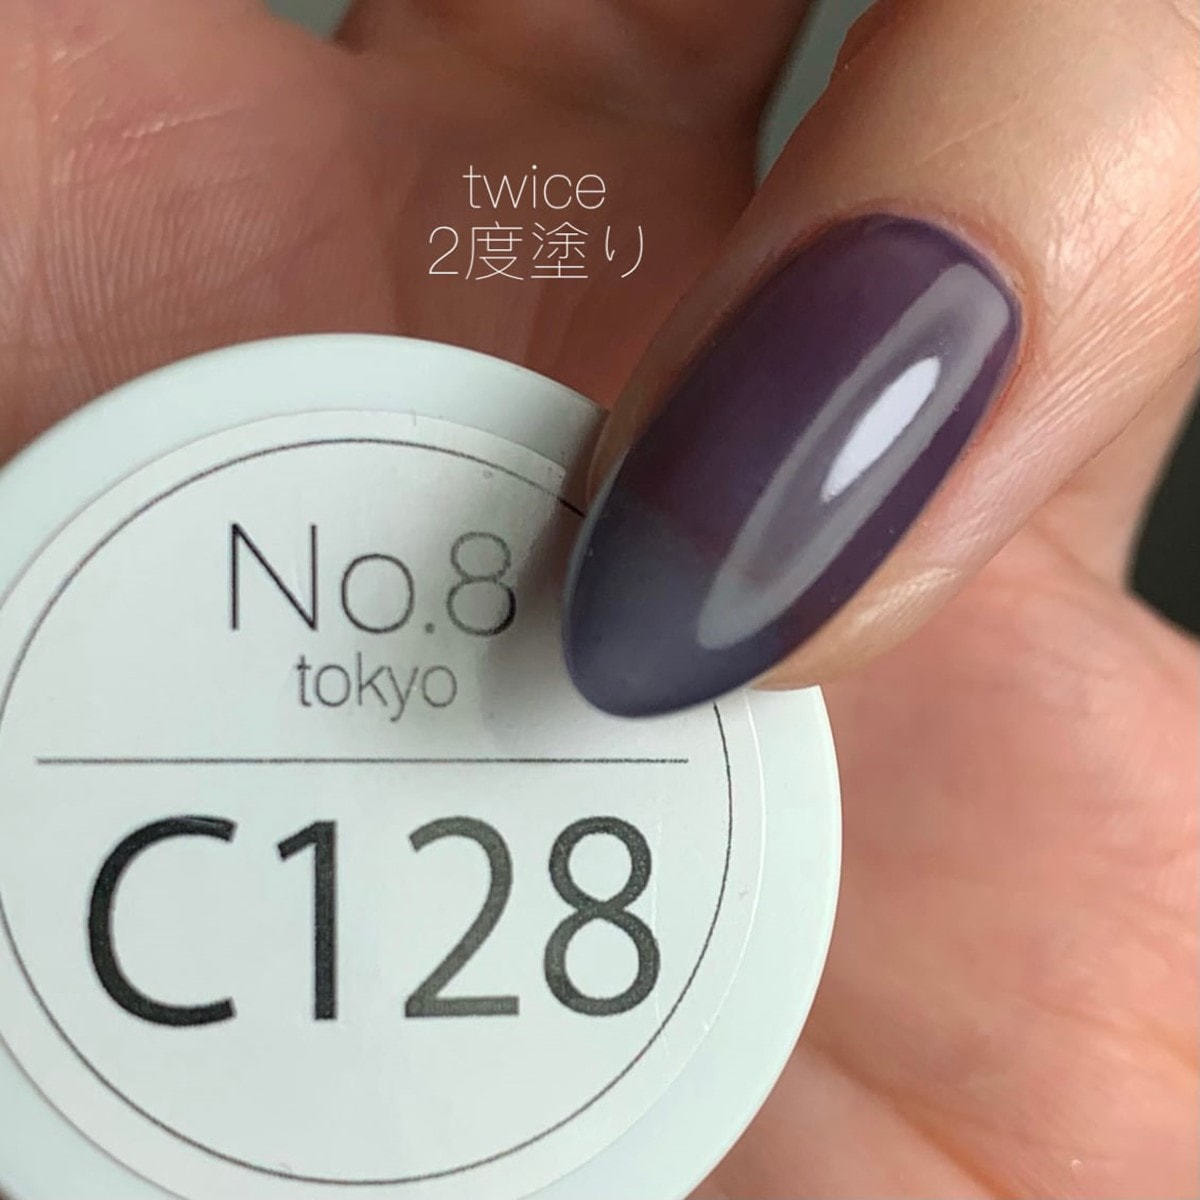 twice
2度塗り
No.8
tokyo
C128